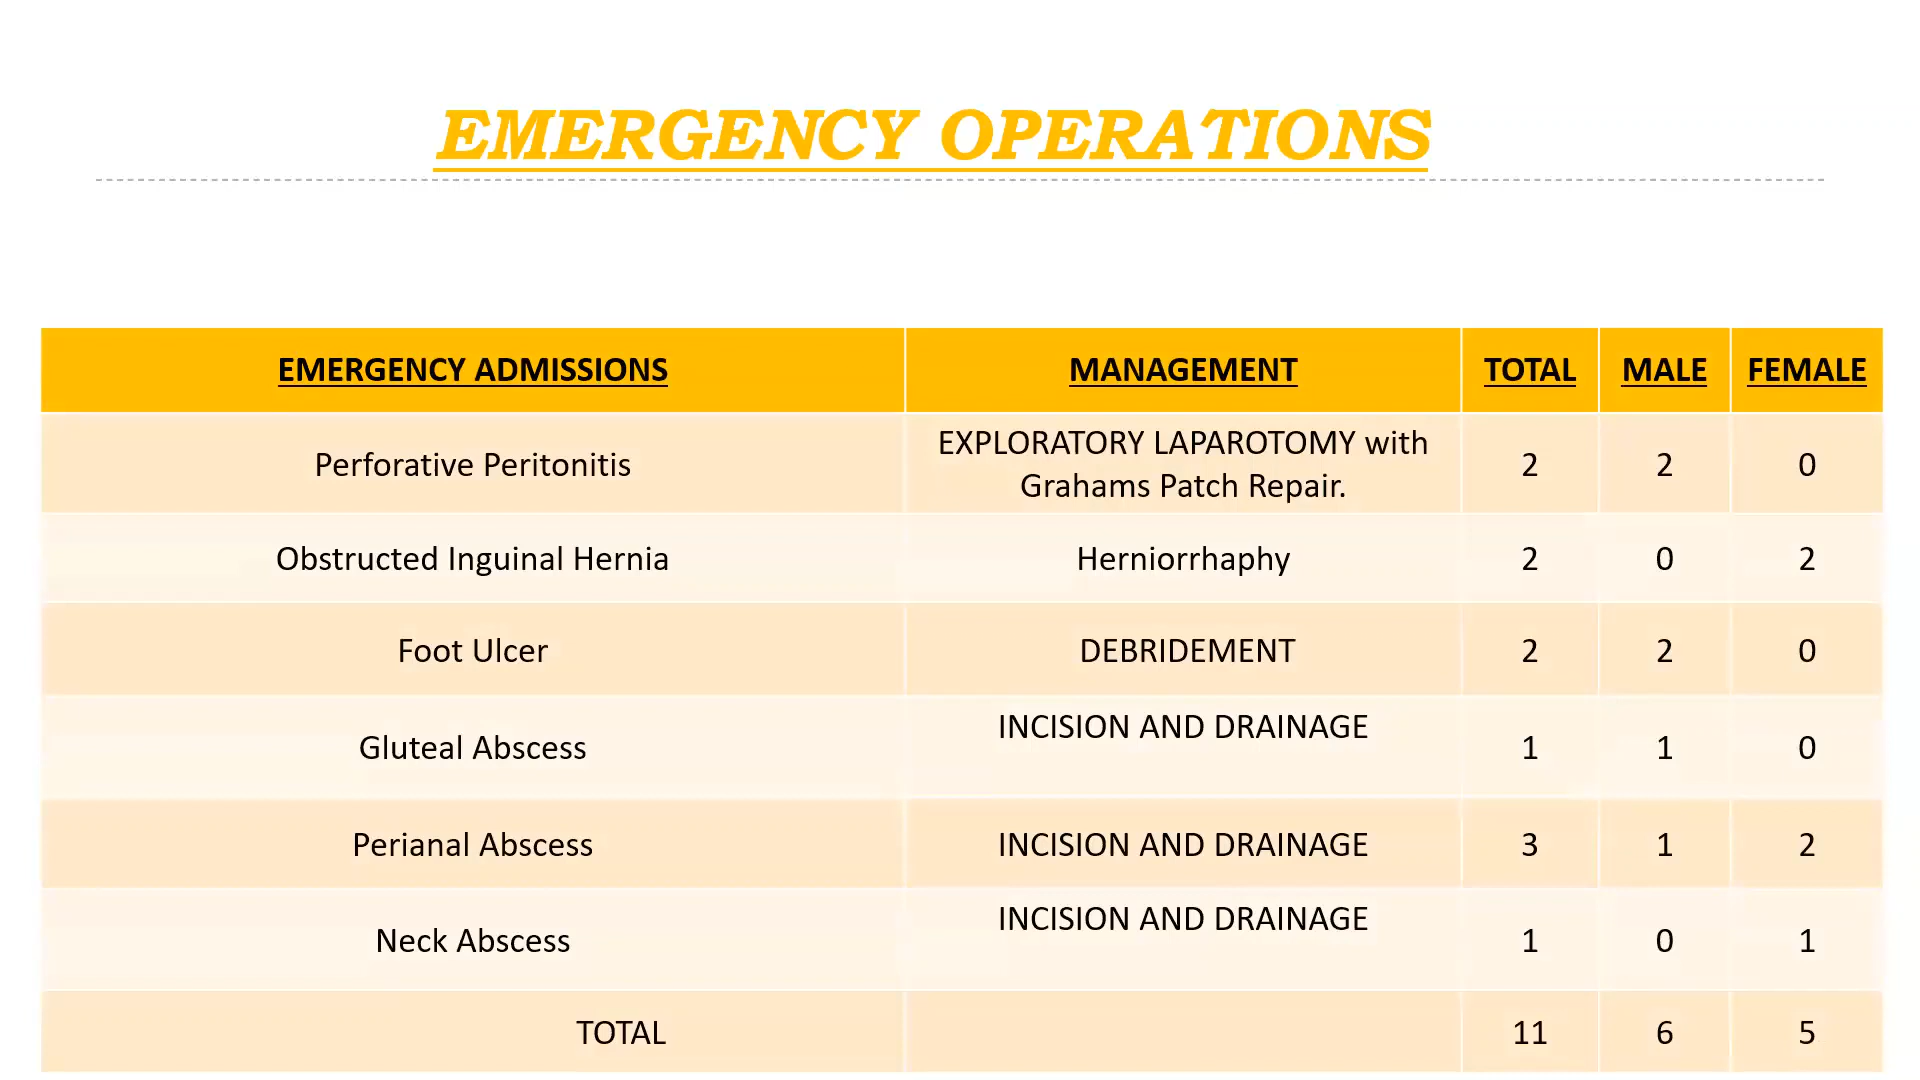 EMERGENCY OPERATIONS
EMERGENCY ADMISSIONS MANAGEMENT TOTAL MALE FEMALE
Perforative Peritonitis EXPLORATORY LAPAROTOMY with
Grahams Patch Repair. 2 2 0
Obstructed Inguinal Hernia Herniorrhaphy 2 0 2
Foot Ulcer DEBRIDEMENT 2 2 0
Gluteal Abscess INCISION AND DRAINAGE 1 1 0
Perianal Abscess INCISION AND DRAINAGE 3 1 2
Neck Abscess INCISION AND DRAINAGE 1 0 1
TOTAL 11 6 5